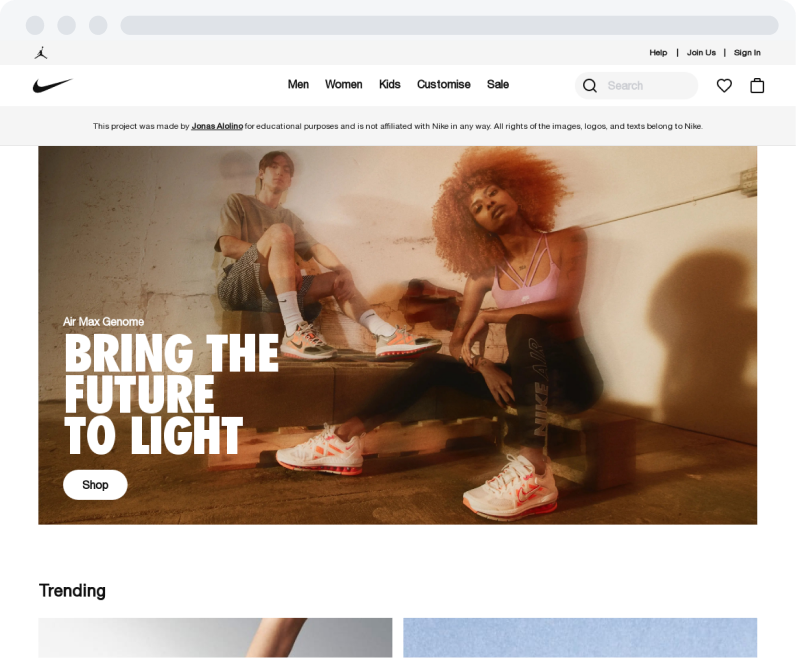 Help | Join Us | Sign In
Men Women Kids Customise Sale Search
This project was made by Jonas Alolino for educational purposes and is not affiliated with Nike in any way. All rights of the images, logos, and texts belong to Nike.
Air Max Genome
BRING THE
FUTURE
TO LIGHT
NIKE AIR
Shop
Trending